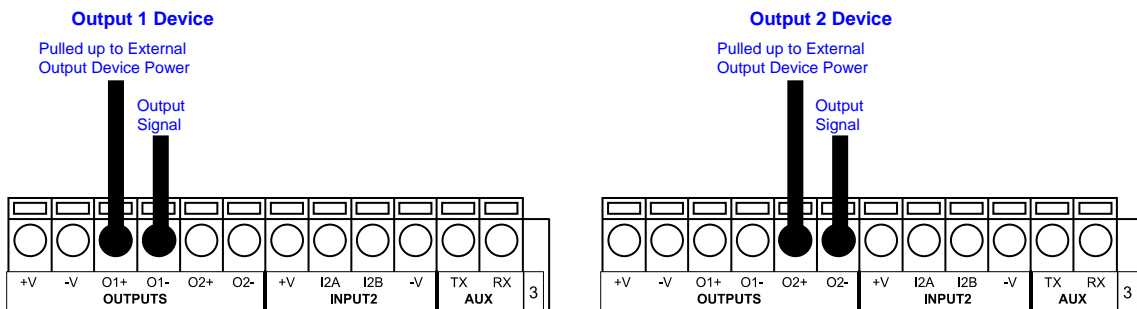 Output 1 Device
Pulled up to External
Output Device Power
Output
Signal
+V -V O1+ O1- O2+ O2- +V I2A I2B -V TX RX
OUTPUTS INPUT2 AUX
3
Output 2 Device
Pulled up to External
Output Device Power
Output
Signal
+V -V O1+ O1- O2+ O2- +V I2A I2B -V TX RX
OUTPUTS INPUT2 AUX
3